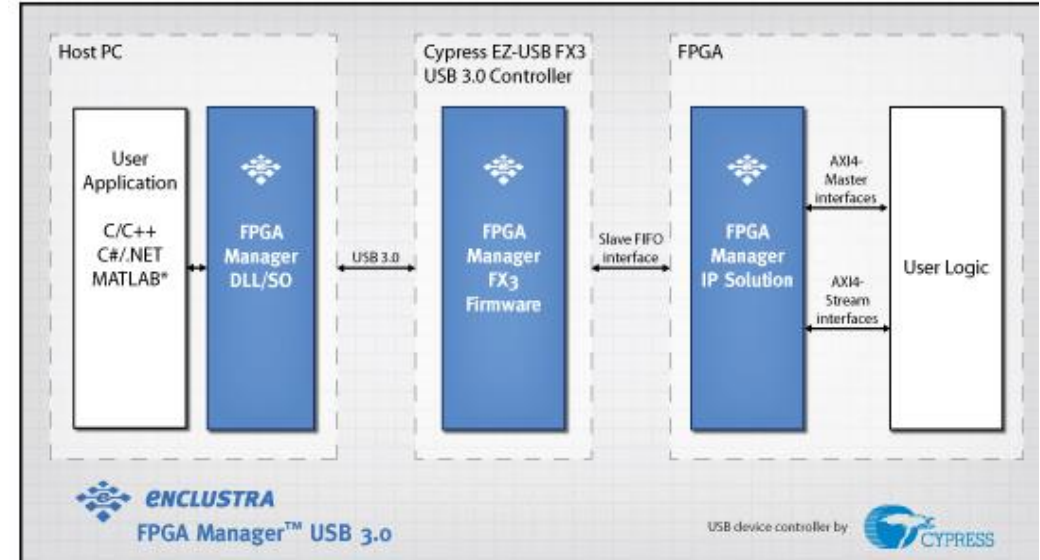 Host PC
User
Application
C/C++
C#/.NET
MATLAB*
FPGA
Manager
DLL/SO
USB 3.0
Cypress EZ-USB FX3
USB 3.0 Controller
FPGA
Manager
FX3
Firmware
Slave FIFO
interface
FPGA
FPGA
Manager
IP Solution
AXI4-
Master
interfaces
AXI4-
Stream
interfaces
User Logic
e
ENCLUSTRA
FPGA Manager™ USB 3.0
USB device controller by
CYPRESS